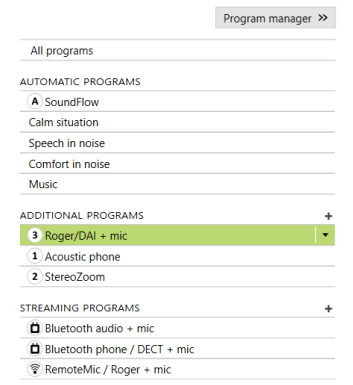 Program manager »
All programs
AUTOMATIC PROGRAMS
A SoundFlow
Calm situation
Speech in noise
Comfort in noise
Music
ADDITIONAL PROGRAMS +
3 Roger/DAI + mic
1 Acoustic phone
2 StereoZoom
STREAMING PROGRAMS +
Bluetooth audio + mic
Bluetooth phone / DECT + mic
RemoteMic / Roger + mic